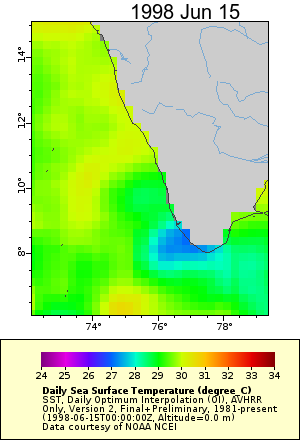 1998 Jun 15
14°
12°
10°
8°
74° 76° 78°
24 25 26 27 28 29 30 31 32 33 34
Daily Sea Surface Temperature (degree_C)
SST, Daily Optimum Interpolation (OI), AVHRR
Only, Version 2, Final+Preliminary, 1981-present
(1998-06-15T00:00:00Z, Altitude=0.0 m)
Data courtesy of NOAA NCEI